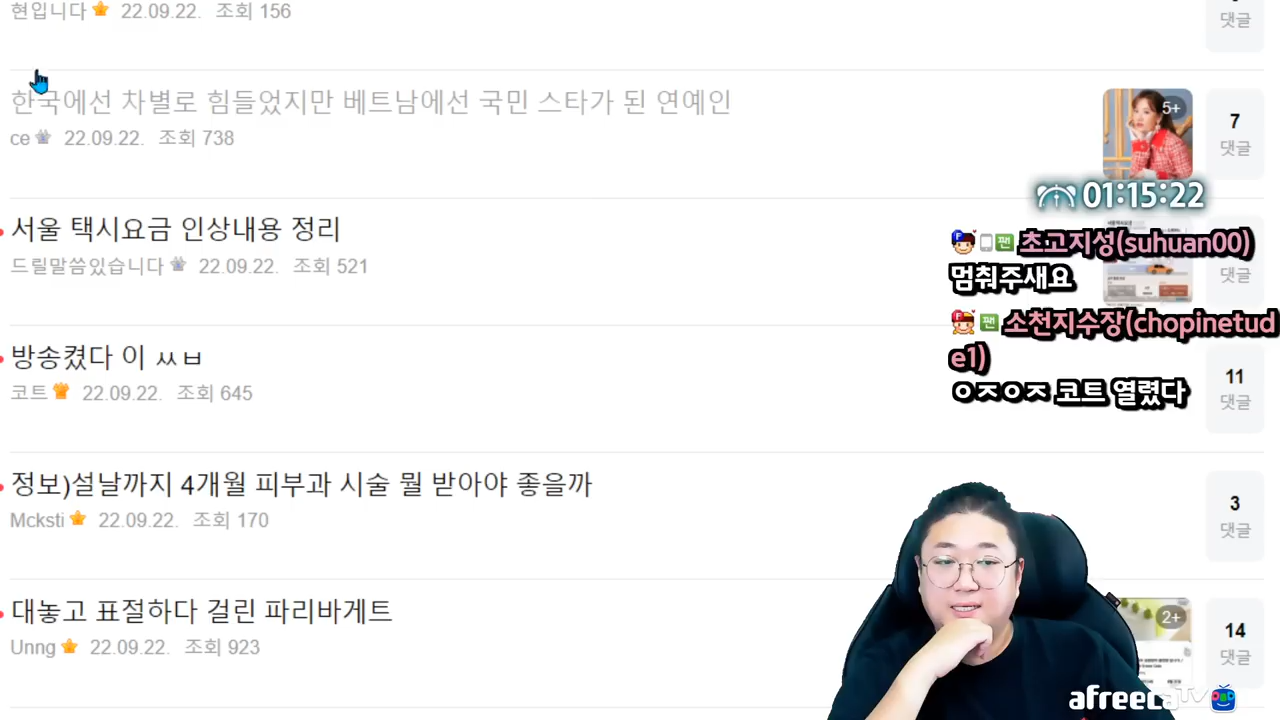 현입니다 22.09.22. 조회 156
댓글
한국에선 차별로 힘들었지만 베트남에선 국민 스타가 된 연예인
ce 22.09.22. 조회 738
5+
7
댓글
01:15:22
서울 택시요금 인상내용 정리
드릴말씀있습니다 22.09.22. 조회 521
댓글
F 팬 초고지성(suhuan00)
멈춰주새요
F 팬 소천지수장(chopinetud
e1)
ㅇㅈㅇㅈ 코트 열렸다
방송켰다 이 ㅆㅂ
코트 22.09.22. 조회 645
11
댓글
정보)설날까지 4개월 피부과 시술 뭘 받아야 좋을까
Mcksti 22.09.22. 조회 170
3
댓글
대놓고 표절하다 걸린 파리바게트
Unng 22.09.22. 조회 923
2+
14
댓글
afreecaTV